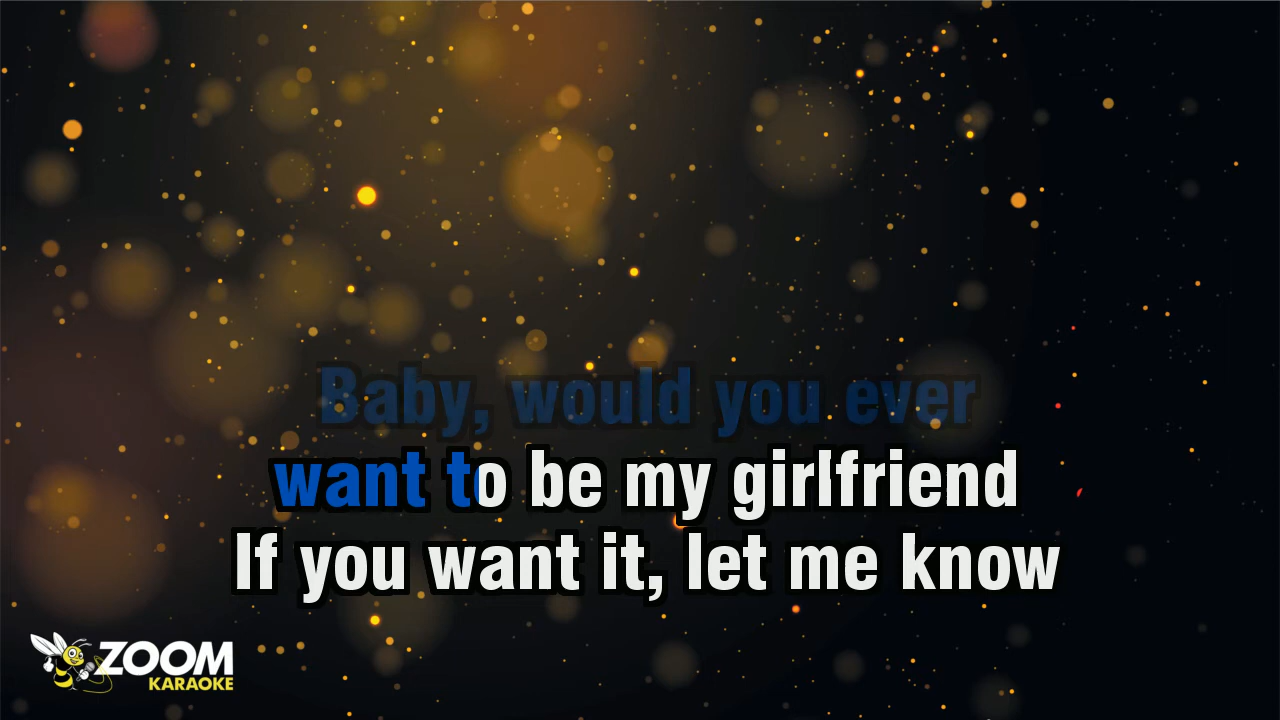 Baby, would you ever
want to be my girlfriend
If you want it, let me know
ZOOM
KARAOKE